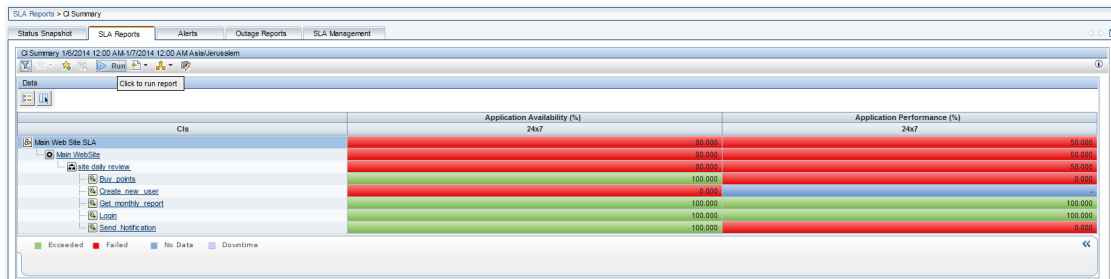 SLA Reports > CI Summary
Status Snapshot SLA Reports Alerts Outage Reports SLA Management
CI Summary 1/6/2014 12:00 AM-1/7/2014 12:00 AM Asia/Jerusalem
Run
Data Click to run report
Application Availability (%) Application Performance (%)
CIs 24x7 24x7
Main Web Site SLA 80.000 50.000
Main WebSite 80.000 50.000
site daily review 80.000 50.000
Buy_points 100.000 0.000
Create_new_user 0.000 -
Get_monthly_report 100.000 100.000
Login 100.000 100.000
Send_Notification 100.000 0.000
Exceeded Failed No Data Downtime